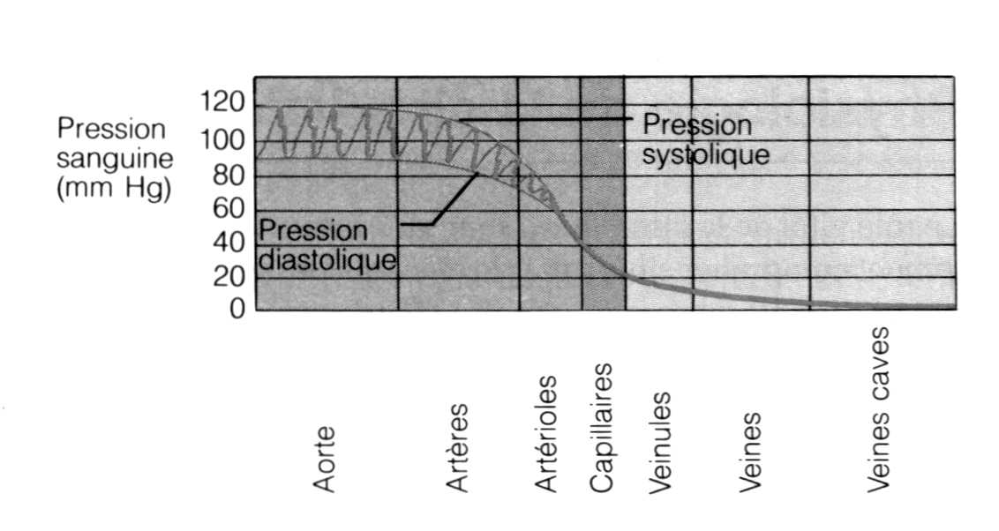 Pression
sanguine
(mm Hg)
120
100
80
60
40
20
0
Pression
systolique
Pression
diastolique
Aorte
Artères
Artérioles
Capillaires
Veinules
Veines
Veines caves